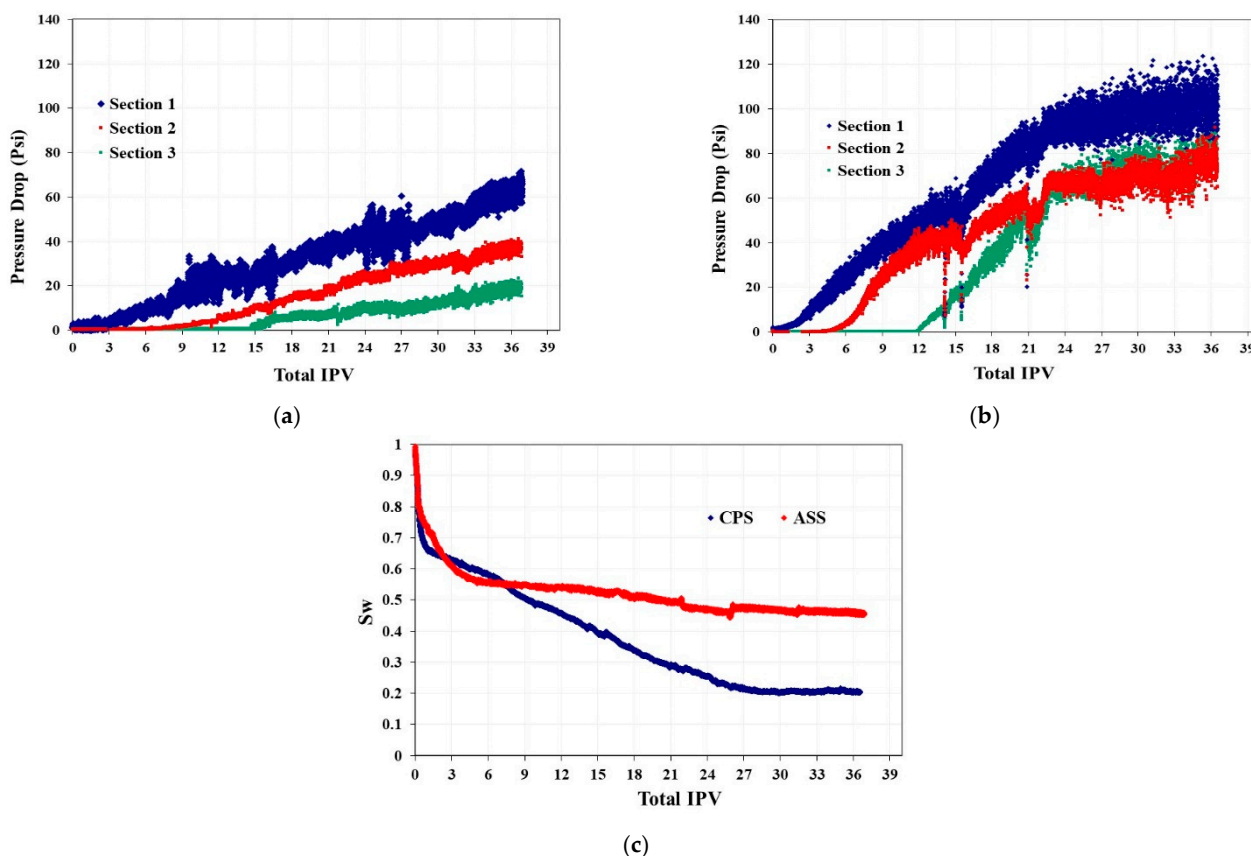 140
120
100
80
60
40
20
0
Pressure Drop (Psi)
Section 1
Section 2
Section 3
0 3 6 9 12 15 18 21 24 27 30 33 36 39
Total IPV
(a)
140
120
100
80
60
40
20
0
Pressure Drop (Psi)
Section 1
Section 2
Section 3
0 3 6 9 12 15 18 21 24 27 30 33 36 39
Total IPV
(b)
1
0.9
0.8
0.7
0.6
0.5
0.4
0.3
0.2
0.1
0
Sw
CPS ASS
0 3 6 9 12 15 18 21 24 27 30 33 36 39
Total IPV
(c)